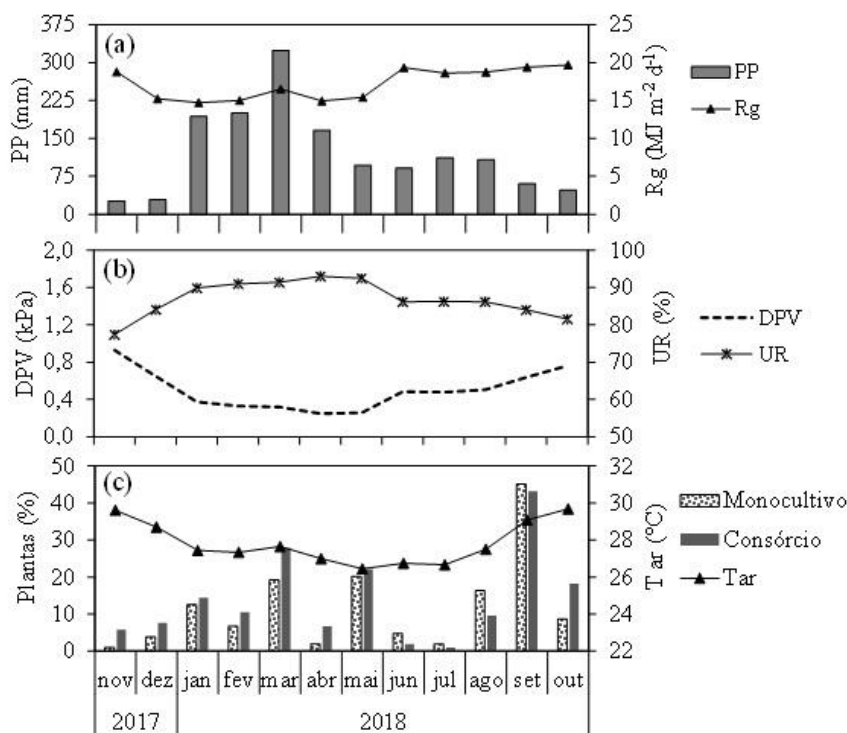 (a)
PP (mm)
375
300
225
150
75
0
25
20
15
10
5
0
Rg (MJ m⁻² d⁻¹)
PP
Rg
(b)
DPV (kPa)
2,0
1,6
1,2
0,8
0,4
0,0
100
90
80
70
60
50
UR (%)
DPV
UR
(c)
Plantas (%)
50
40
30
20
10
0
32
30
28
26
24
22
T ar (°C)
Monocultivo
Consórcio
Tar
nov dez jan fev mar abr mai jun jul ago set out
2017 2018